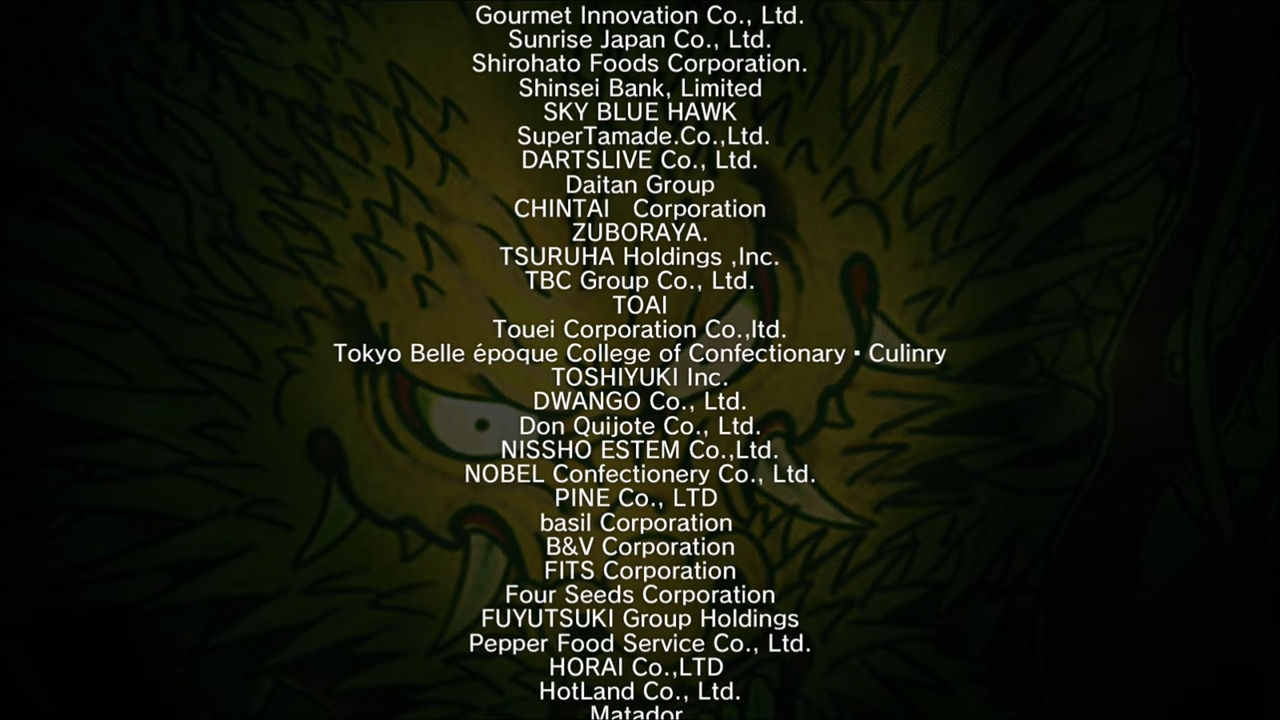 Gourmet Innovation Co., Ltd.
Sunrise Japan Co., Ltd.
Shirohato Foods Corporation.
Shinsei Bank, Limited
SKY BLUE HAWK
SuperTamade.Co.,Ltd.
DARTSLIVE Co., Ltd.
Daitan Group
CHINTAI　Corporation
ZUBORAYA.
TSURUHA Holdings ,Inc.
TBC Group Co., Ltd.
TOAI
Touei Corporation Co.,ltd.
Tokyo Belle époque College of Confectionary・Culinry
TOSHIYUKI Inc.
DWANGO Co., Ltd.
Don Quijote Co., Ltd.
NISSHO ESTEM Co.,Ltd.
NOBEL Confectionery Co., Ltd.
PINE Co., LTD
basil Corporation
B&V Corporation
FITS Corporation
Four Seeds Corporation
FUYUTSUKI Group Holdings
Pepper Food Service Co., Ltd.
HORAI Co.,LTD
HotLand Co., Ltd.
Matador